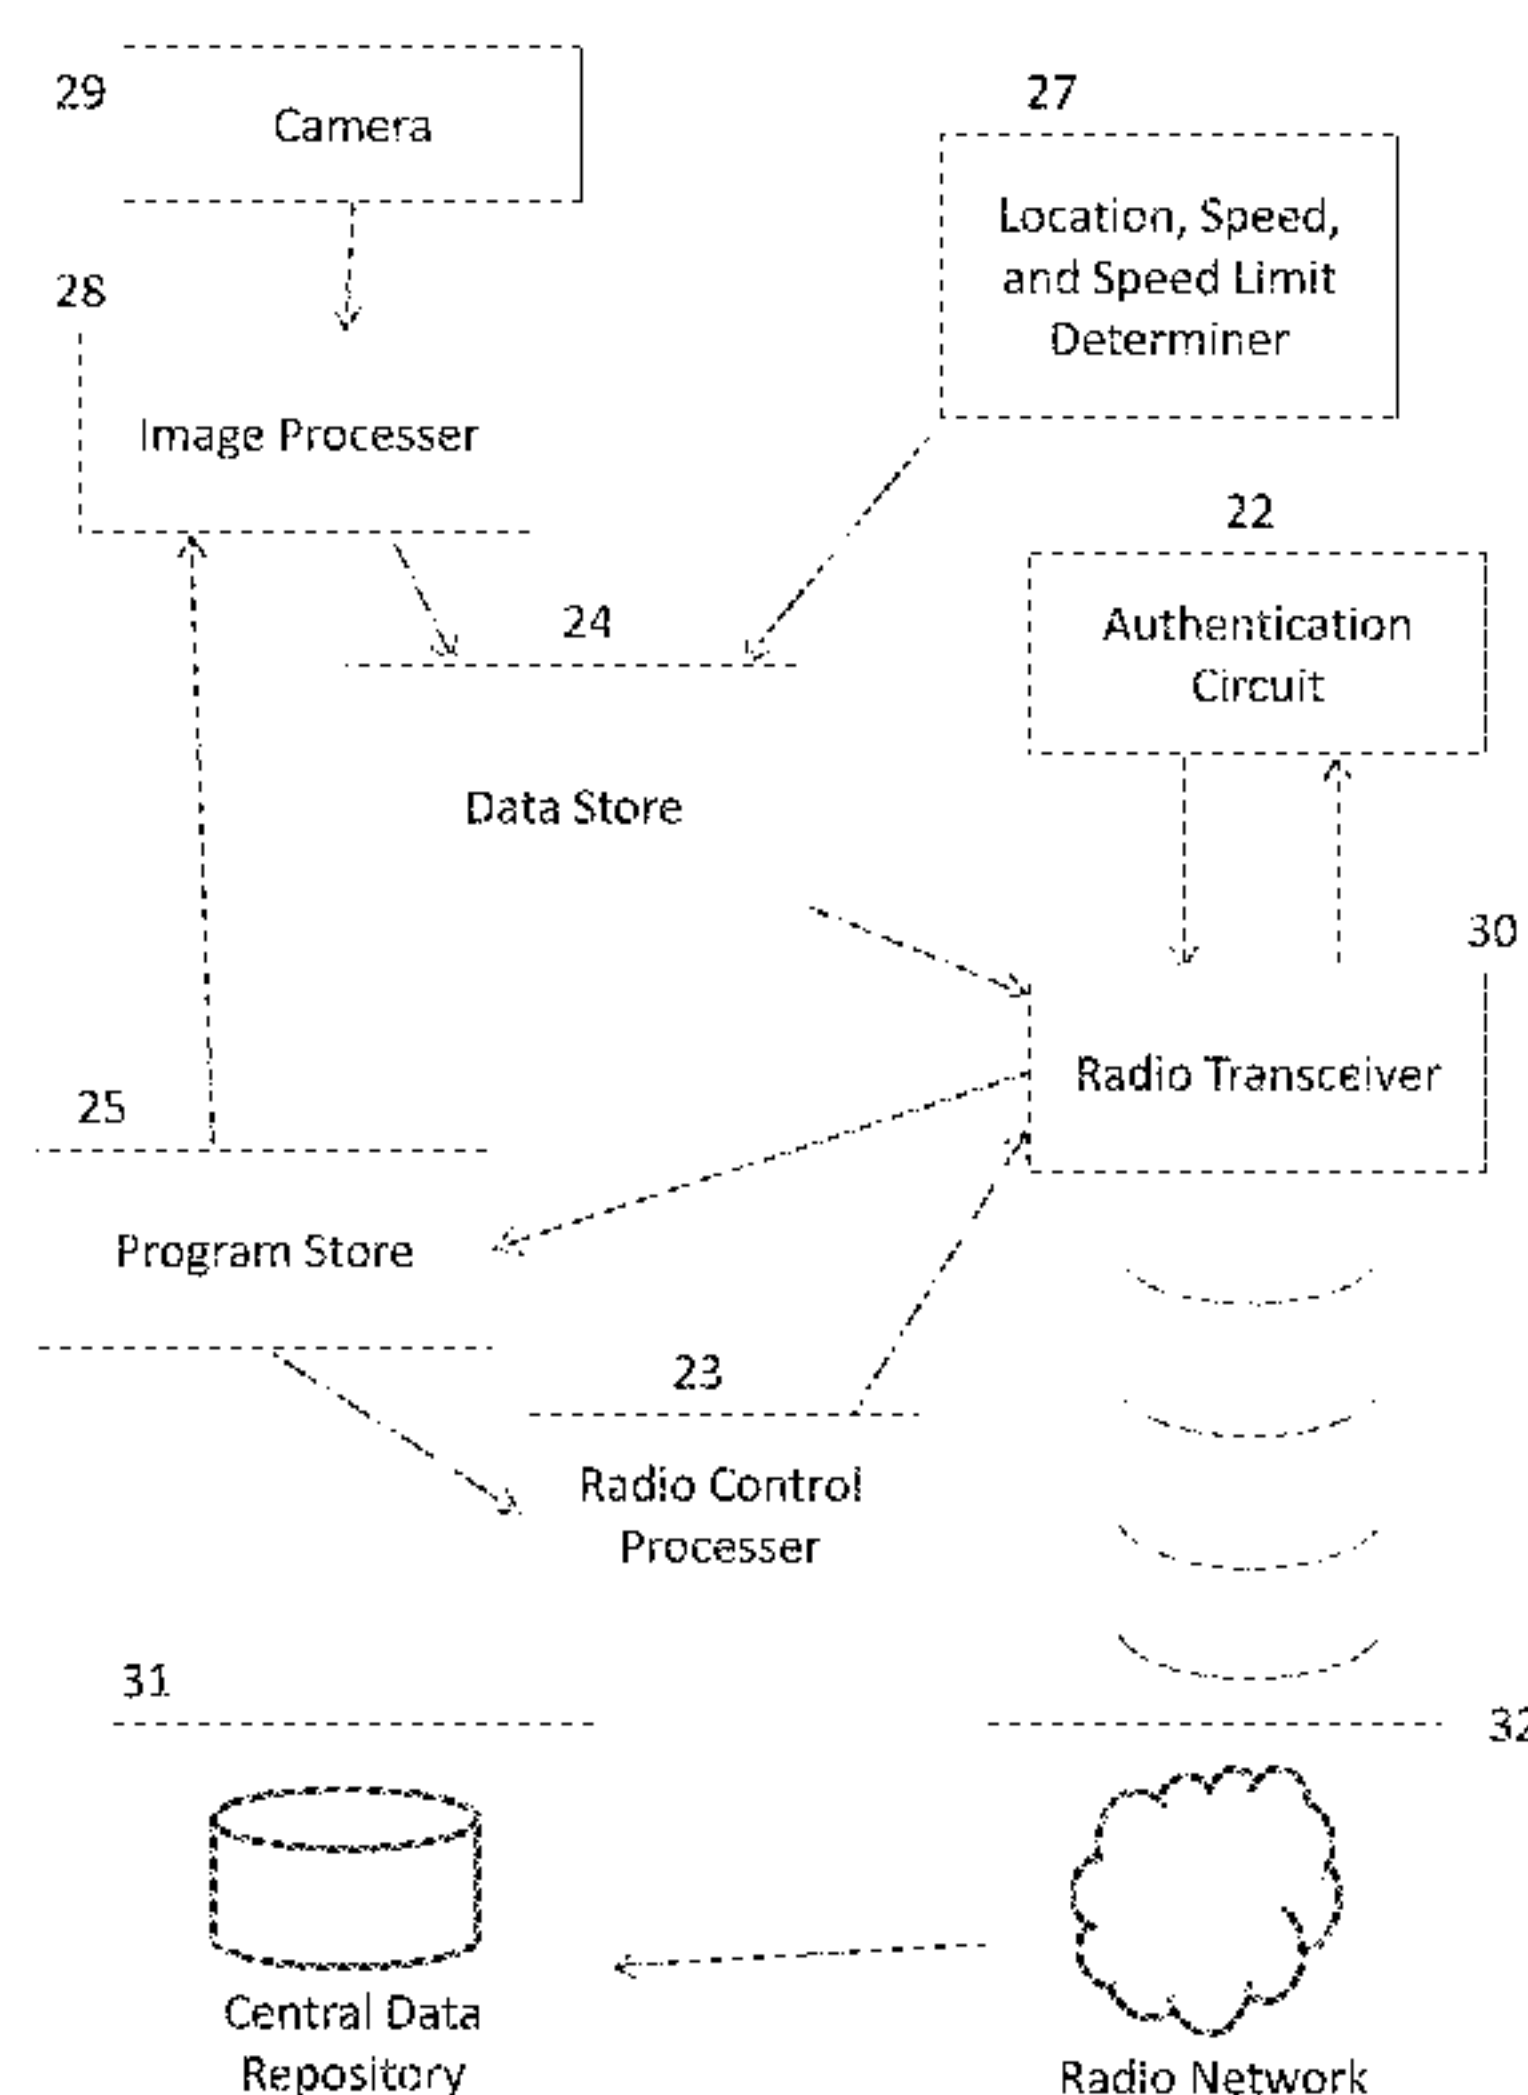 29
Camera
27
Location, Speed,
and Speed Limit
Determiner
28
Image Processer
22
Authentication
Circuit
24
Data Store
30
Radio Transceiver
25
Program Store
23
Radio Control
Processer
31
32
Central Data
Repository
Radio Network